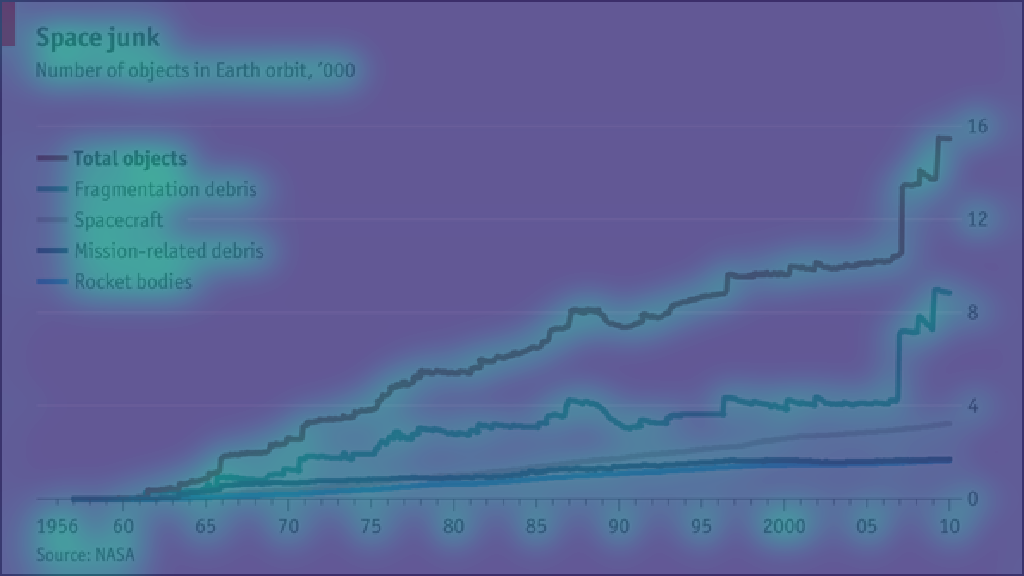 Space junk
Number of objects in Earth orbit, ’000
16
Total objects
Fragmentation debris
Spacecraft
12
Mission-related debris
Rocket bodies
8
4
0
1956 60 65 70 75 80 85 90 95 2000 05 10
Source: NASA